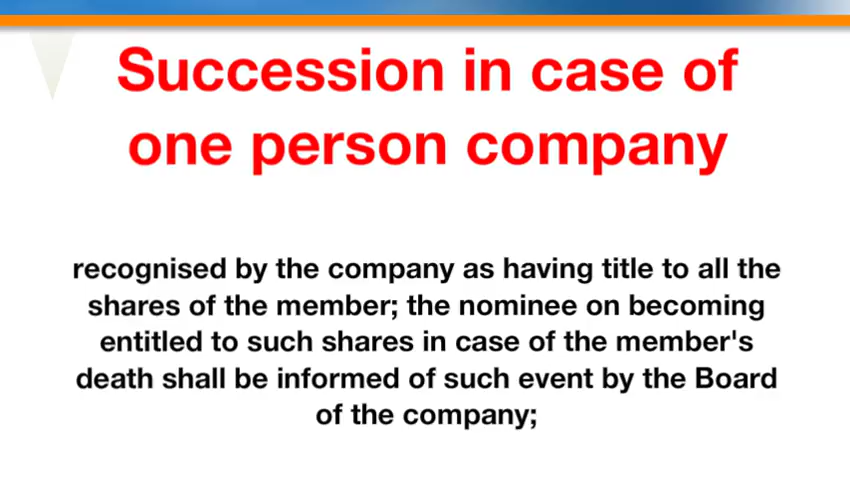 Succession in case of
one person company
recognised by the company as having title to all the
shares of the member; the nominee on becoming
entitled to such shares in case of the member's
death shall be informed of such event by the Board
of the company;